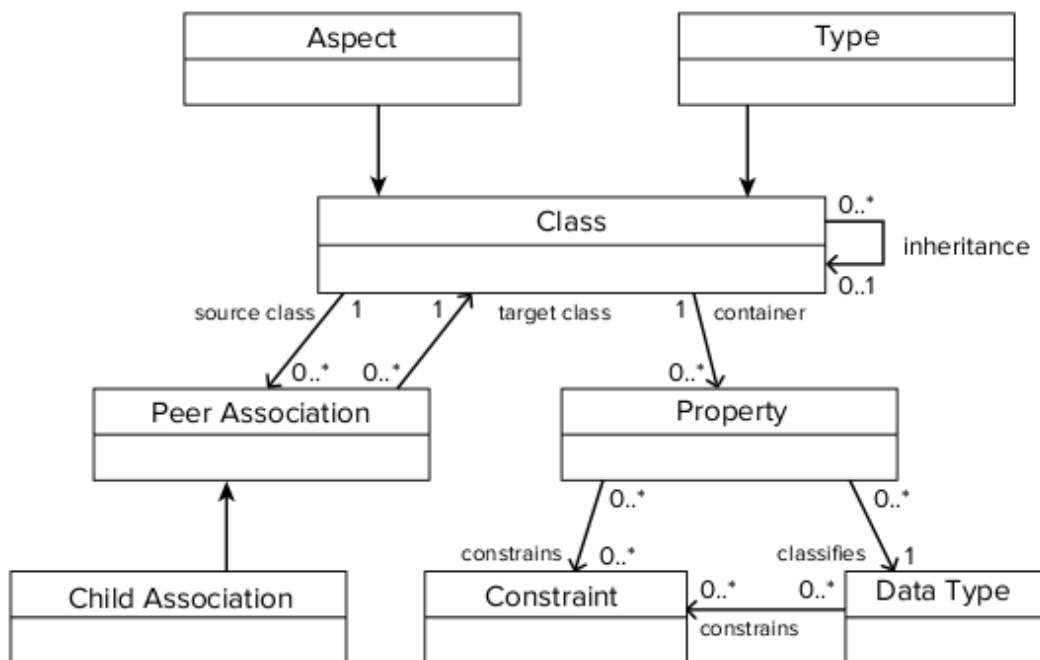 Aspect
Type
Class
0..*
inheritance
0..1
source class
1
1
target class
1
container
0..*
0..*
0..*
Peer Association
Property
0..*
0..*
constrains
0..*
classifies
1
Child Association
Constraint
0..*
0..*
Data Type
constrains